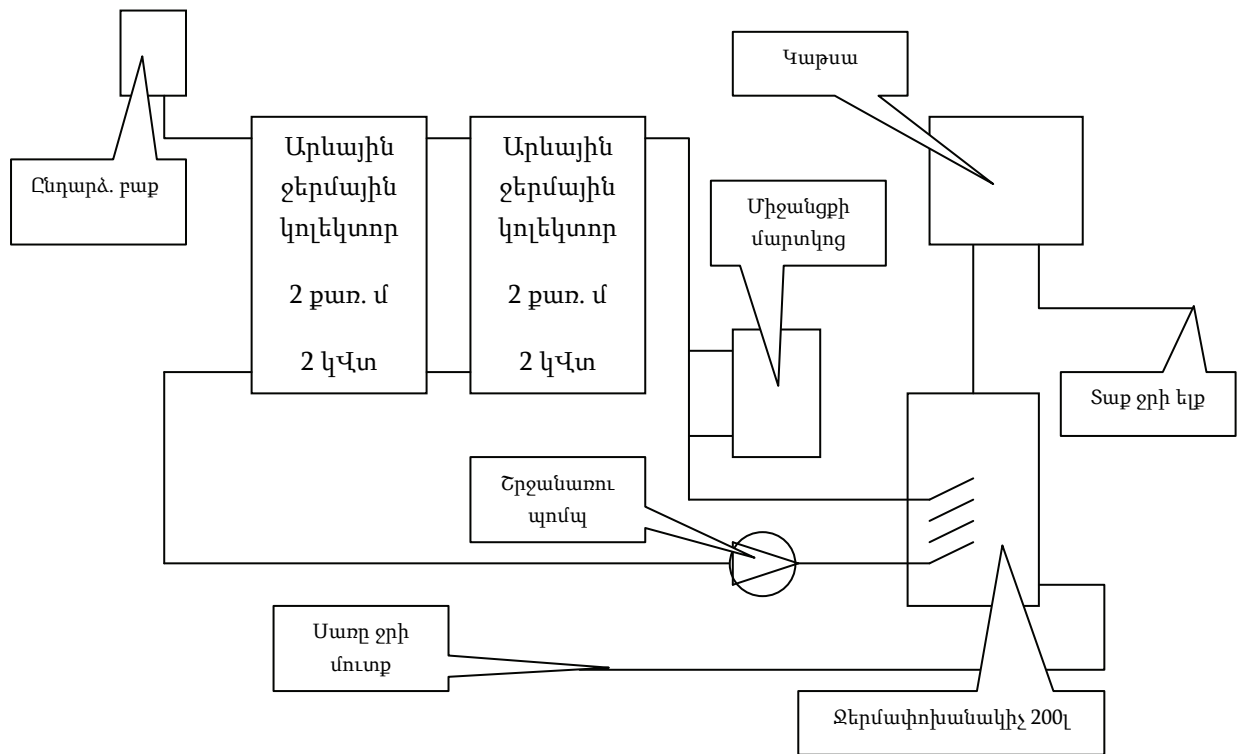 Կաթսա
Ընդարձ. բաք
Արևային
ջերմային
կոլեկտոր
2 քառ. մ
2 կՎտ
Արևային
ջերմային
կոլեկտոր
2 քառ. մ
2 կՎտ
Միջանցքի
մարտկոց
Տաք ջրի ելք
Շրջանառու
պոմպ
Սառը ջրի
մուտք
Ջերմափոխանակիչ 200լ